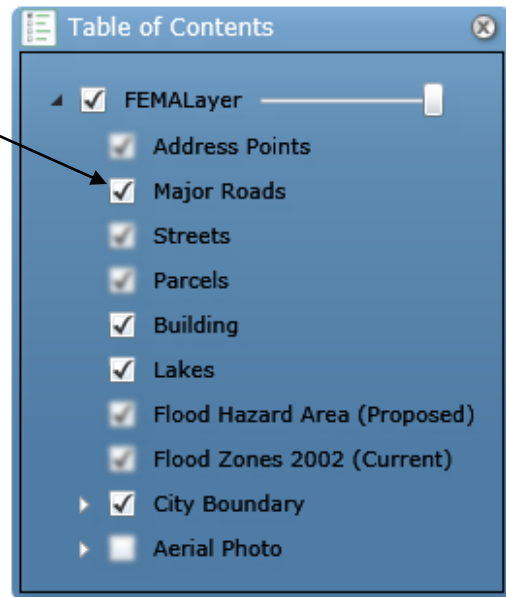 Table of Contents
FEMALayer
Address Points
Major Roads
Streets
Parcels
Building
Lakes
Flood Hazard Area (Proposed)
Flood Zones 2002 (Current)
City Boundary
Aerial Photo